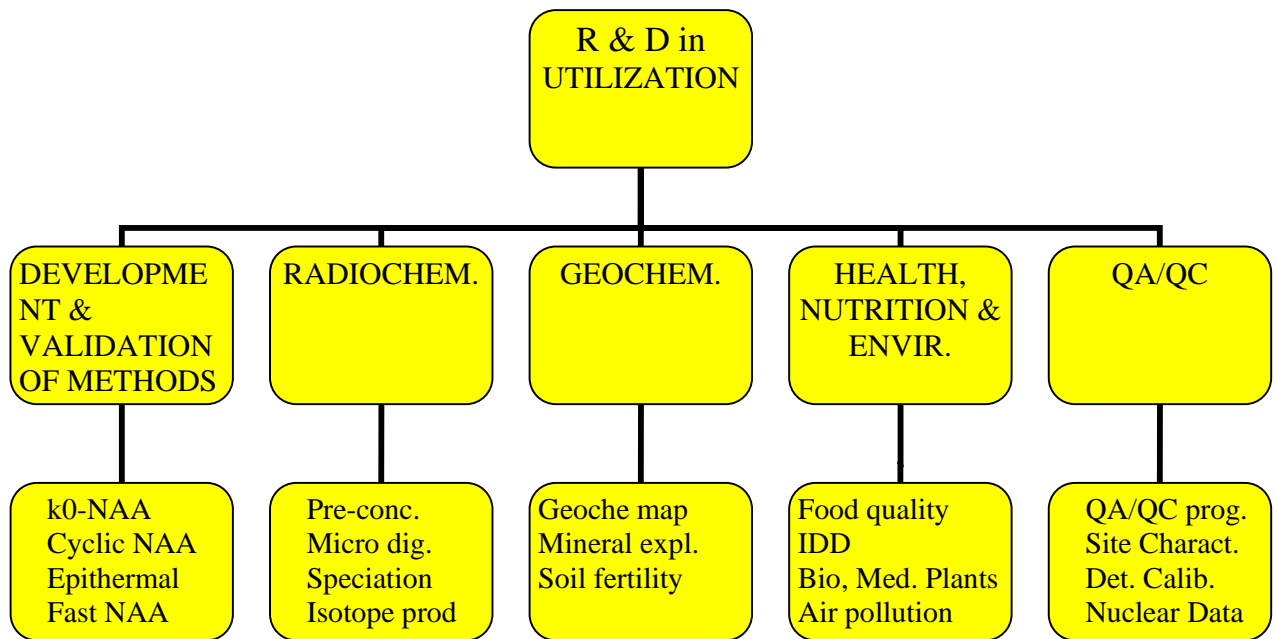 R & D in
UTILIZATION
DEVELOPME
NT &
VALIDATION
OF METHODS
RADIOCHEM.
GEOCHEM.
HEALTH,
NUTRITION &
ENVIR.
QA/QC
k0-NAA
Cyclic NAA
Epithermal
Fast NAA
Pre-conc.
Micro dig.
Speciation
Isotope prod
Geoche map
Mineral expl.
Soil fertility
Food quality
IDD
Bio, Med. Plants
Air pollution
QA/QC prog.
Site Charact.
Det. Calib.
Nuclear Data